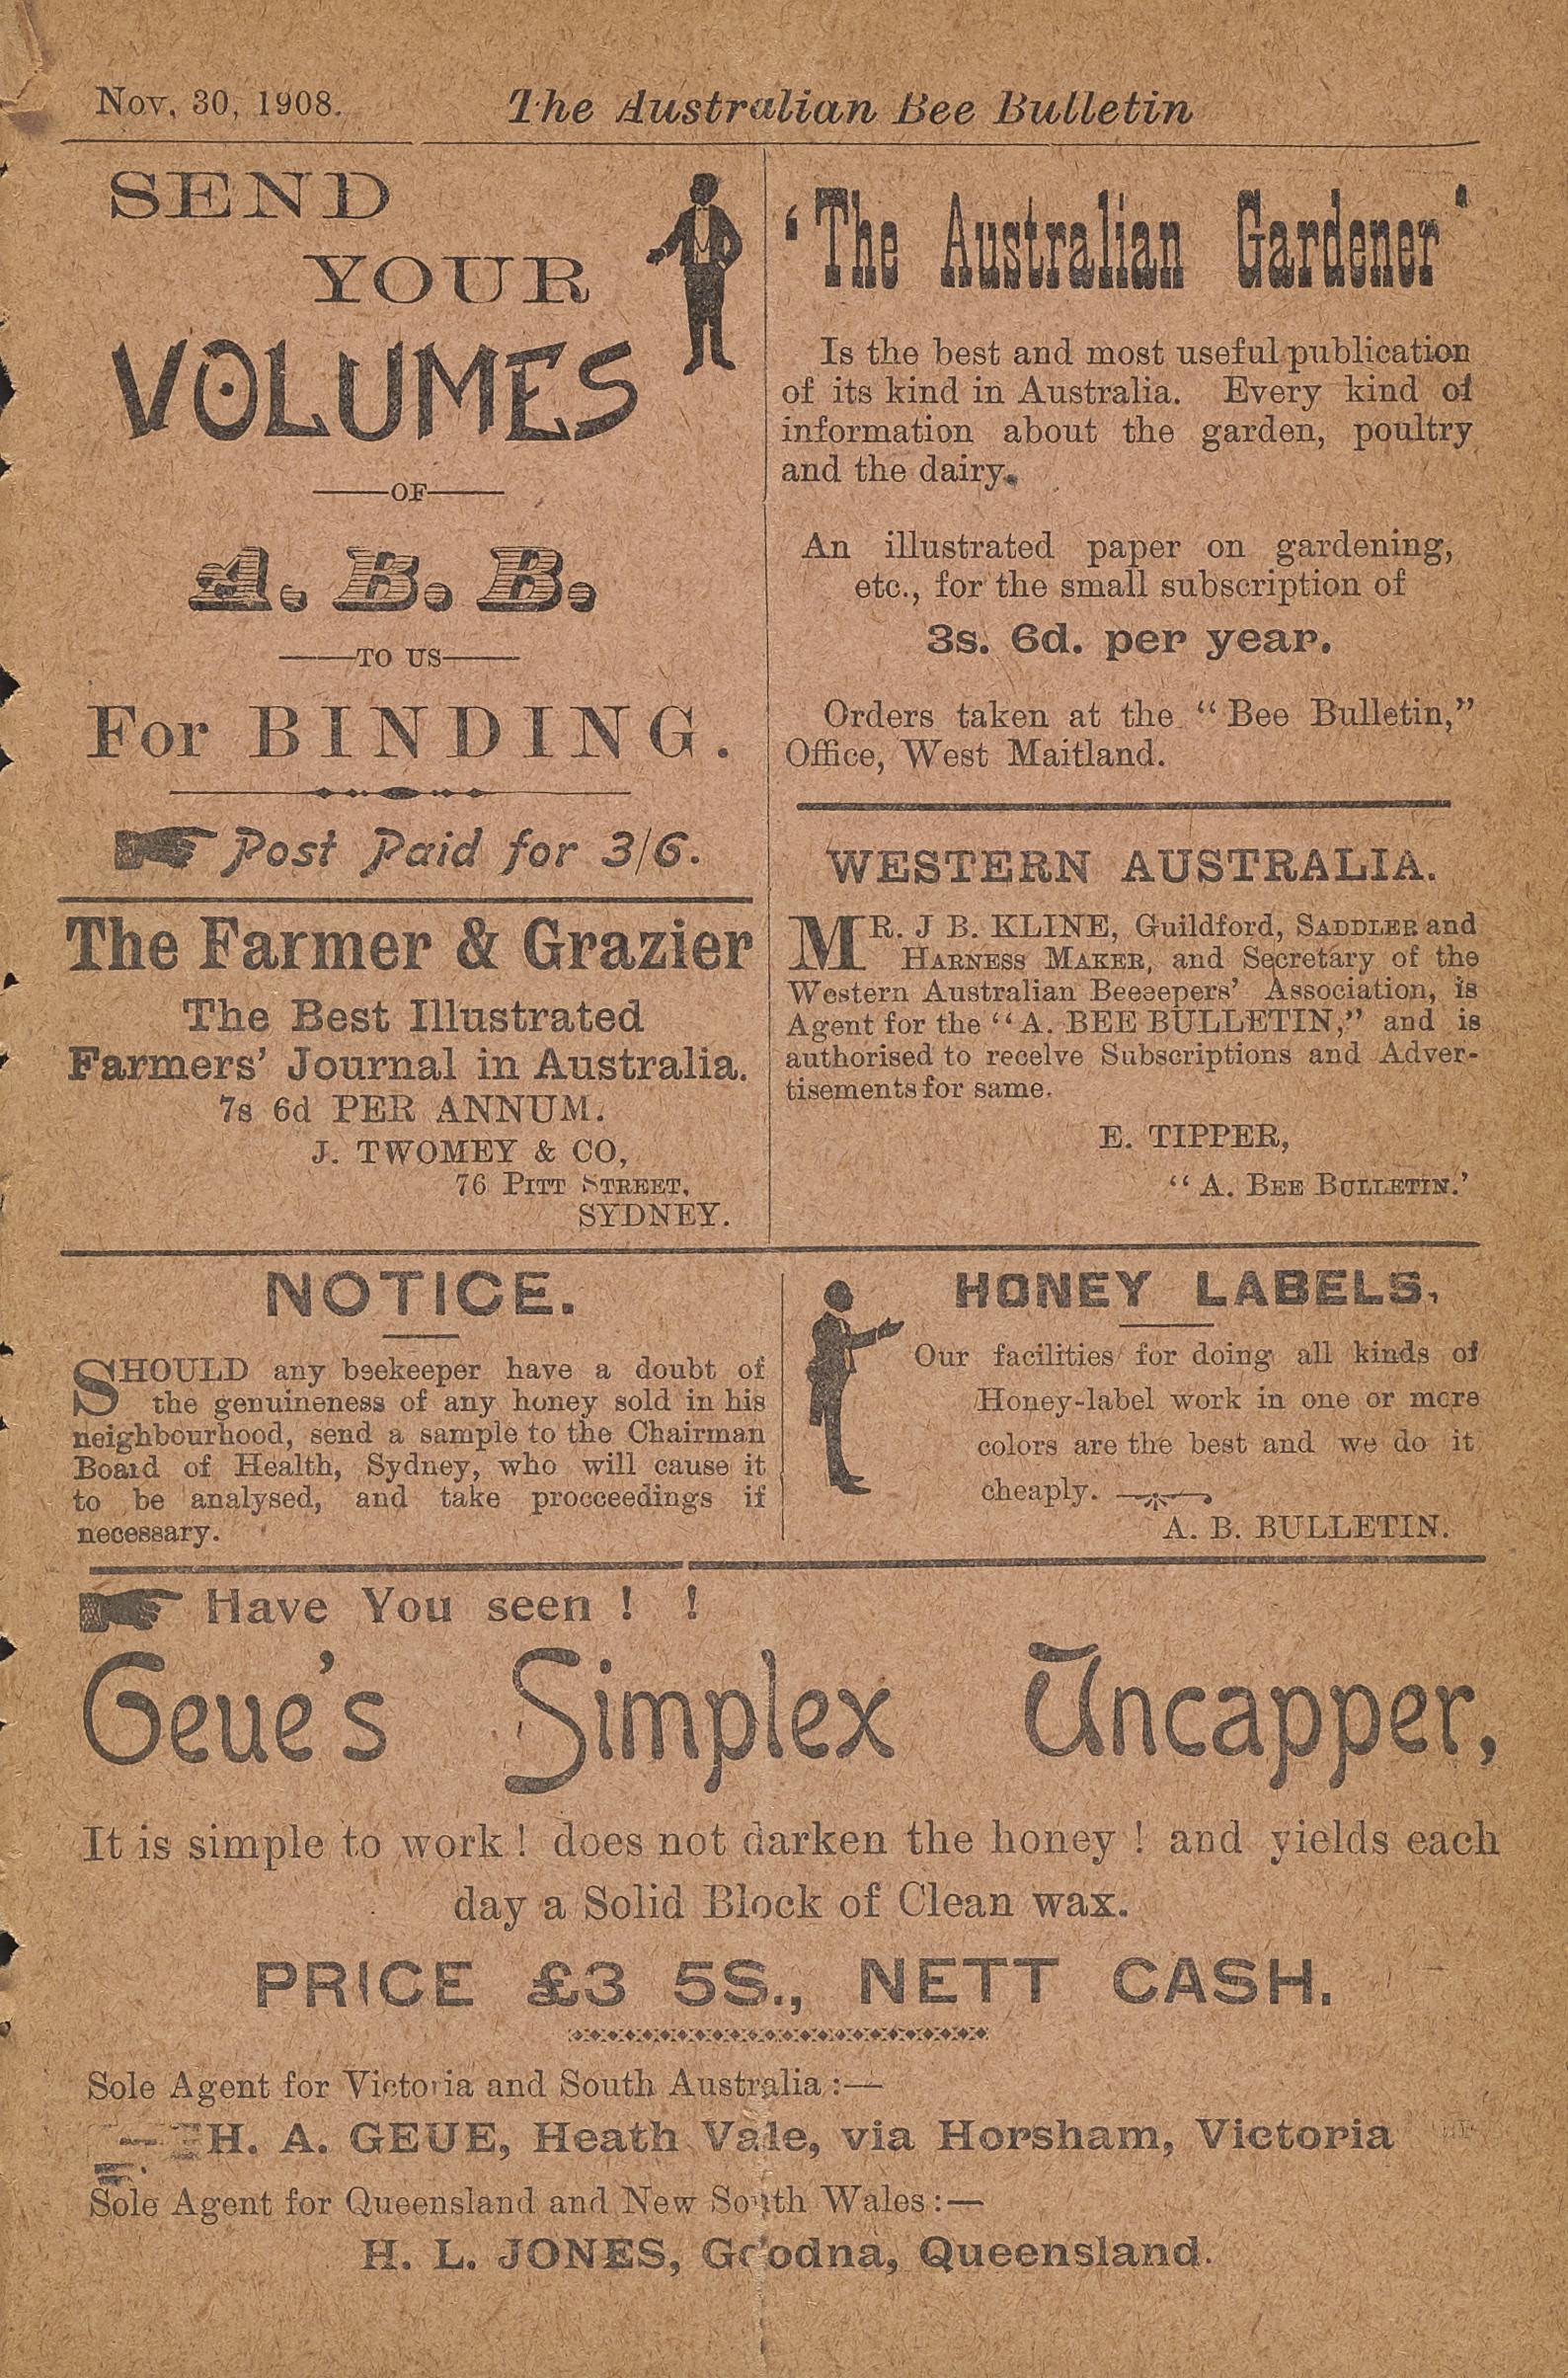 Nov, 30, 1908. The Australian Bee Bulletin
SEND
YOUR
VOLUMES
OF
A. B. B.
TO US
For BINDING.
Post Paid for 3/6.
The Farmer & Grazier
The Best Illustrated
Farmers' Journal in Australia.
7s 6d PER ANNUM.
J. TWOMEY & CO,
76 PITT STREET,
SYDNEY.
'The Australian Gardener'
Is the best and most useful publication
of its kind in Australia. Every kind of
information about the garden, poultry
and the dairy.
An illustrated paper on gardening,
etc., for the small subscription of
3s. 6d. per year.
Orders taken at the "Bee Bulletin,"
Office, West Maitland.
WESTERN AUSTRALIA.
MR. J B. KLINE, Guildford, SADDLER and
HARNESS MAKER, and Secretary of the
Western Australian Beeeepers' Association, is
Agent for the "A. BEE BULLETIN," and is
authorised to receive Subscriptions and Adver-
tisements for same.
E. TIPPER,
"A. BEE BULLETIN.'
NOTICE.
SHOULD any beekeeper have a doubt of
the genuineness of any honey sold in his
neighbourhood, send a sample to the Chairman
Board of Health, Sydney, who will cause it
to be analysed, and take procceedings if
necessary.
HONEY LABELS,
Our facilities for doing all kinds of
Honey-label work in one or more
colors are the best and we do it
cheaply.
A. B. BULLETIN.
Have You seen ! !
Geue's Simplex Uncapper,
It is simple to work ! does not darken the honey ! and yields each
day a Solid Block of Clean wax.
PRICE £3 5S., NETT CASH.
Sole Agent for Victoria and South Australia :—
H. A. GEUE, Heath Vale, via Horsham, Victoria
Sole Agent for Queensland and New South Wales :—
H. L. JONES, Goodna, Queensland.